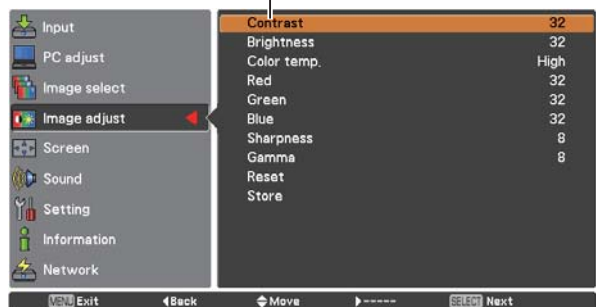 Input
PC adjust
Image select
Image adjust
Screen
Sound
Setting
Information
Network
Contrast 32
Brightness 32
Color temp. High
Red 32
Green 32
Blue 32
Sharpness 8
Gamma 8
Reset
Store
MENU Exit ◀Back ◆Move ▶----- SELECT Next